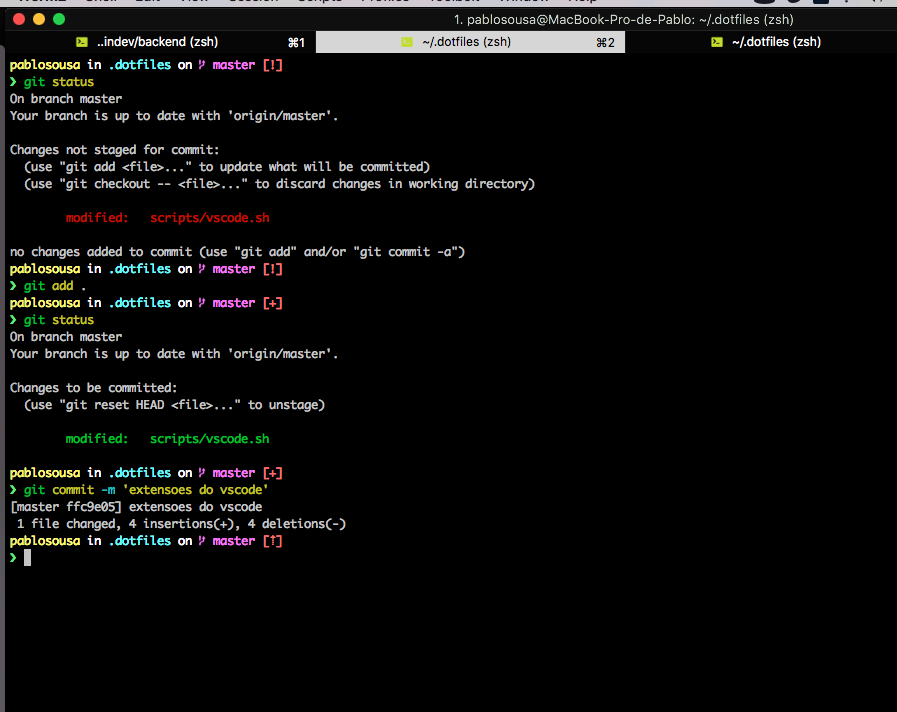 1. pablosousa@MacBook-Pro-de-Pablo: ~/.dotfiles (zsh)
..indev/backend (zsh) ⌘1 ~/.dotfiles (zsh) ⌘2 ~/.dotfiles (zsh)
pablosousa in .dotfiles on master [!]
❯ git status
On branch master
Your branch is up to date with 'origin/master'.
Changes not staged for commit:
(use "git add <file>..." to update what will be committed)
(use "git checkout -- <file>..." to discard changes in working directory)
modified: scripts/vscode.sh
no changes added to commit (use "git add" and/or "git commit -a")
pablosousa in .dotfiles on master [!]
❯ git add .
pablosousa in .dotfiles on master [+]
❯ git status
On branch master
Your branch is up to date with 'origin/master'.
Changes to be committed:
(use "git reset HEAD <file>..." to unstage)
modified: scripts/vscode.sh
pablosousa in .dotfiles on master [+]
❯ git commit -m 'extensoes do vscode'
[master ffc9e05] extensoes do vscode
1 file changed, 4 insertions(+), 4 deletions(-)
pablosousa in .dotfiles on master [↑]
❯